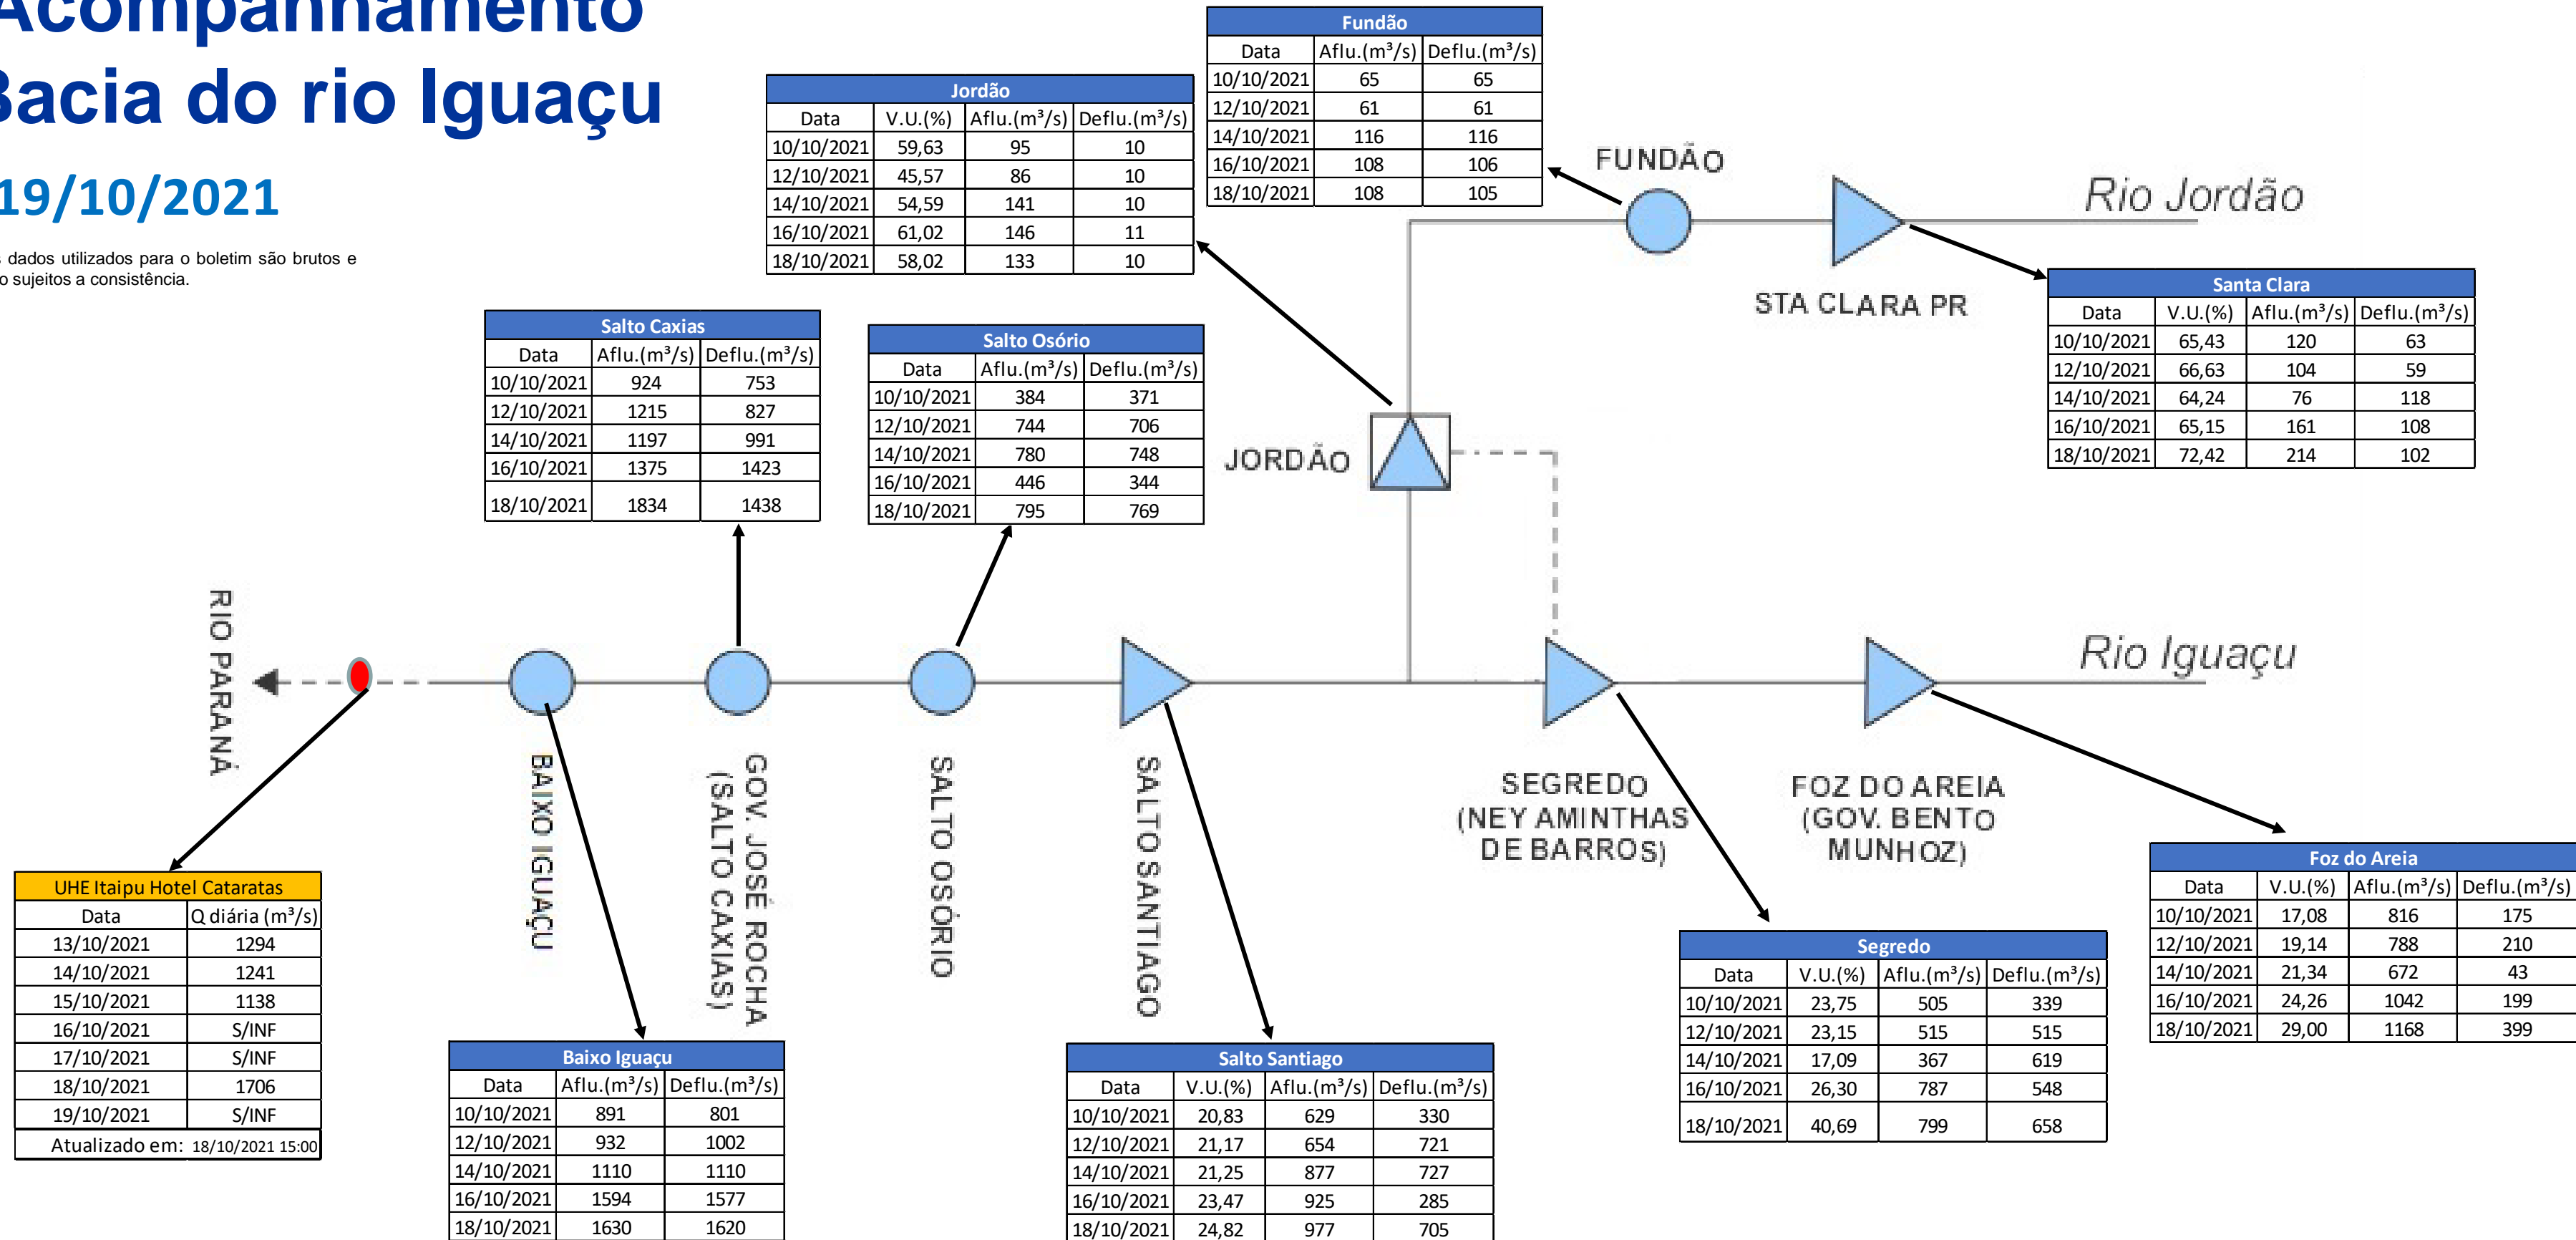 Acompanhamento
Bacia do rio Iguaçu
19/10/2021
s dados utilizados para o boletim são brutos e
o sujeitos a consistência.
Fundão
Data Aflu.(m³/s) Deflu.(m³/s)
10/10/2021 65 65
12/10/2021 61 61
14/10/2021 116 116
16/10/2021 108 106
18/10/2021 108 105
Jordão
Data V.U.(%) Aflu.(m³/s) Deflu.(m³/s)
10/10/2021 59,63 95 10
12/10/2021 45,57 86 10
14/10/2021 54,59 141 10
16/10/2021 61,02 146 11
18/10/2021 58,02 133 10
FUNDÃO
Rio Jordão
STA CLARA PR
Santa Clara
Data V.U.(%) Aflu.(m³/s) Deflu.(m³/s)
10/10/2021 65,43 120 63
12/10/2021 66,63 104 59
14/10/2021 64,24 76 118
16/10/2021 65,15 161 108
18/10/2021 72,42 214 102
Salto Caxias
Data Aflu.(m³/s) Deflu.(m³/s)
10/10/2021 924 753
12/10/2021 1215 827
14/10/2021 1197 991
16/10/2021 1375 1423
18/10/2021 1834 1438
Salto Osório
Data Aflu.(m³/s) Deflu.(m³/s)
10/10/2021 384 371
12/10/2021 744 706
14/10/2021 780 748
16/10/2021 446 344
18/10/2021 795 769
JORDÃO
RIO PARANÁ
Rio Iguaçu
BAIXO IGUAÇU
GOV. JOSÉ ROCHA
(SALTO CAXIAS)
SALTO OSÓRIO
SALTO SANTIAGO
SEGREDO
(NEY AMINTHAS
DE BARROS)
FOZ DO AREIA
(GOV. BENTO
MUNHOZ)
UHE Itaipu Hotel Cataratas
Data Q diária (m³/s)
13/10/2021 1294
14/10/2021 1241
15/10/2021 1138
16/10/2021 S/INF
17/10/2021 S/INF
18/10/2021 1706
19/10/2021 S/INF
Atualizado em: 18/10/2021 15:00
Baixo Iguaçu
Data Aflu.(m³/s) Deflu.(m³/s)
10/10/2021 891 801
12/10/2021 932 1002
14/10/2021 1110 1110
16/10/2021 1594 1577
18/10/2021 1630 1620
Salto Santiago
Data V.U.(%) Aflu.(m³/s) Deflu.(m³/s)
10/10/2021 20,83 629 330
12/10/2021 21,17 654 721
14/10/2021 21,25 877 727
16/10/2021 23,47 925 285
18/10/2021 24,82 977 705
Segredo
Data V.U.(%) Aflu.(m³/s) Deflu.(m³/s)
10/10/2021 23,75 505 339
12/10/2021 23,15 515 515
14/10/2021 17,09 367 619
16/10/2021 26,30 787 548
18/10/2021 40,69 799 658
Foz do Areia
Data V.U.(%) Aflu.(m³/s) Deflu.(m³/s)
10/10/2021 17,08 816 175
12/10/2021 19,14 788 210
14/10/2021 21,34 672 43
16/10/2021 24,26 1042 199
18/10/2021 29,00 1168 399